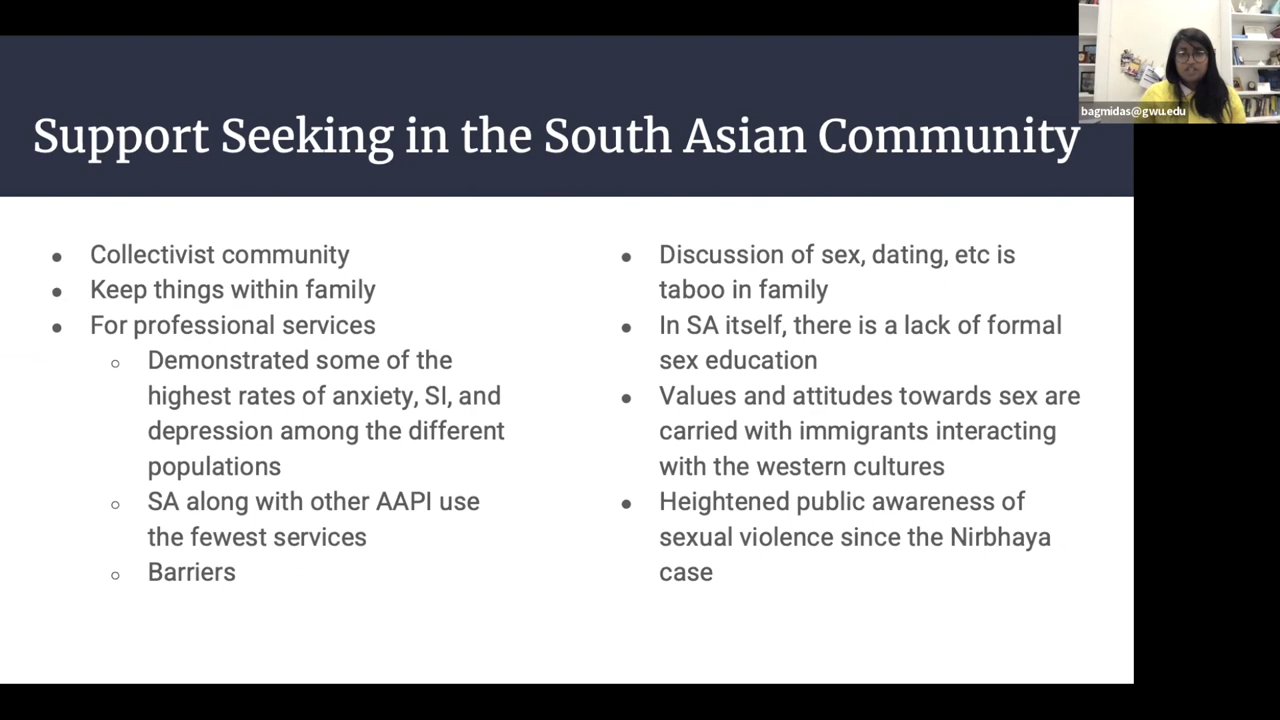 Support Seeking in the South Asian Community
bagmidas@gwu.edu
● Collectivist community
● Keep things within family
● For professional services
○ Demonstrated some of the
highest rates of anxiety, SI, and
depression among the different
populations
○ SA along with other AAPI use
the fewest services
○ Barriers
● Discussion of sex, dating, etc is
taboo in family
● In SA itself, there is a lack of formal
sex education
● Values and attitudes towards sex are
carried with immigrants interacting
with the western cultures
● Heightened public awareness of
sexual violence since the Nirbhaya
case